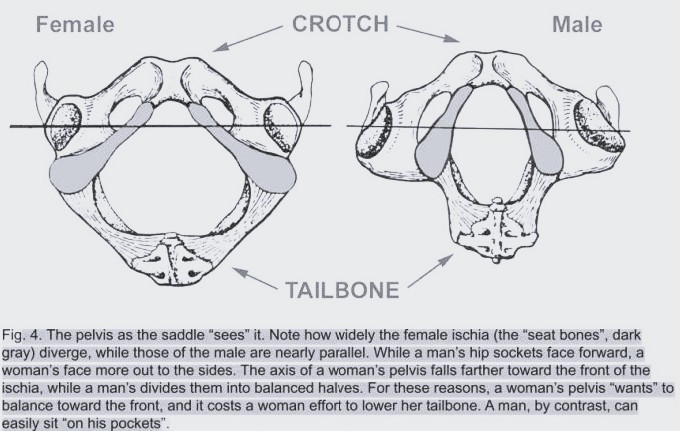 Female
CROTCH
Male
TAILBONE
Fig. 4. The pelvis as the saddle “sees” it. Note how widely the female ischia (the “seat bones”, dark
gray) diverge, while those of the male are nearly parallel. While a man’s hip sockets face forward, a
woman’s face more out to the sides. The axis of a woman’s pelvis falls farther toward the front of the
ischia, while a man’s divides them into balanced halves. For these reasons, a woman’s pelvis “wants” to
balance toward the front, and it costs a woman effort to lower her tailbone. A man, by contrast, can
easily sit “on his pockets”.